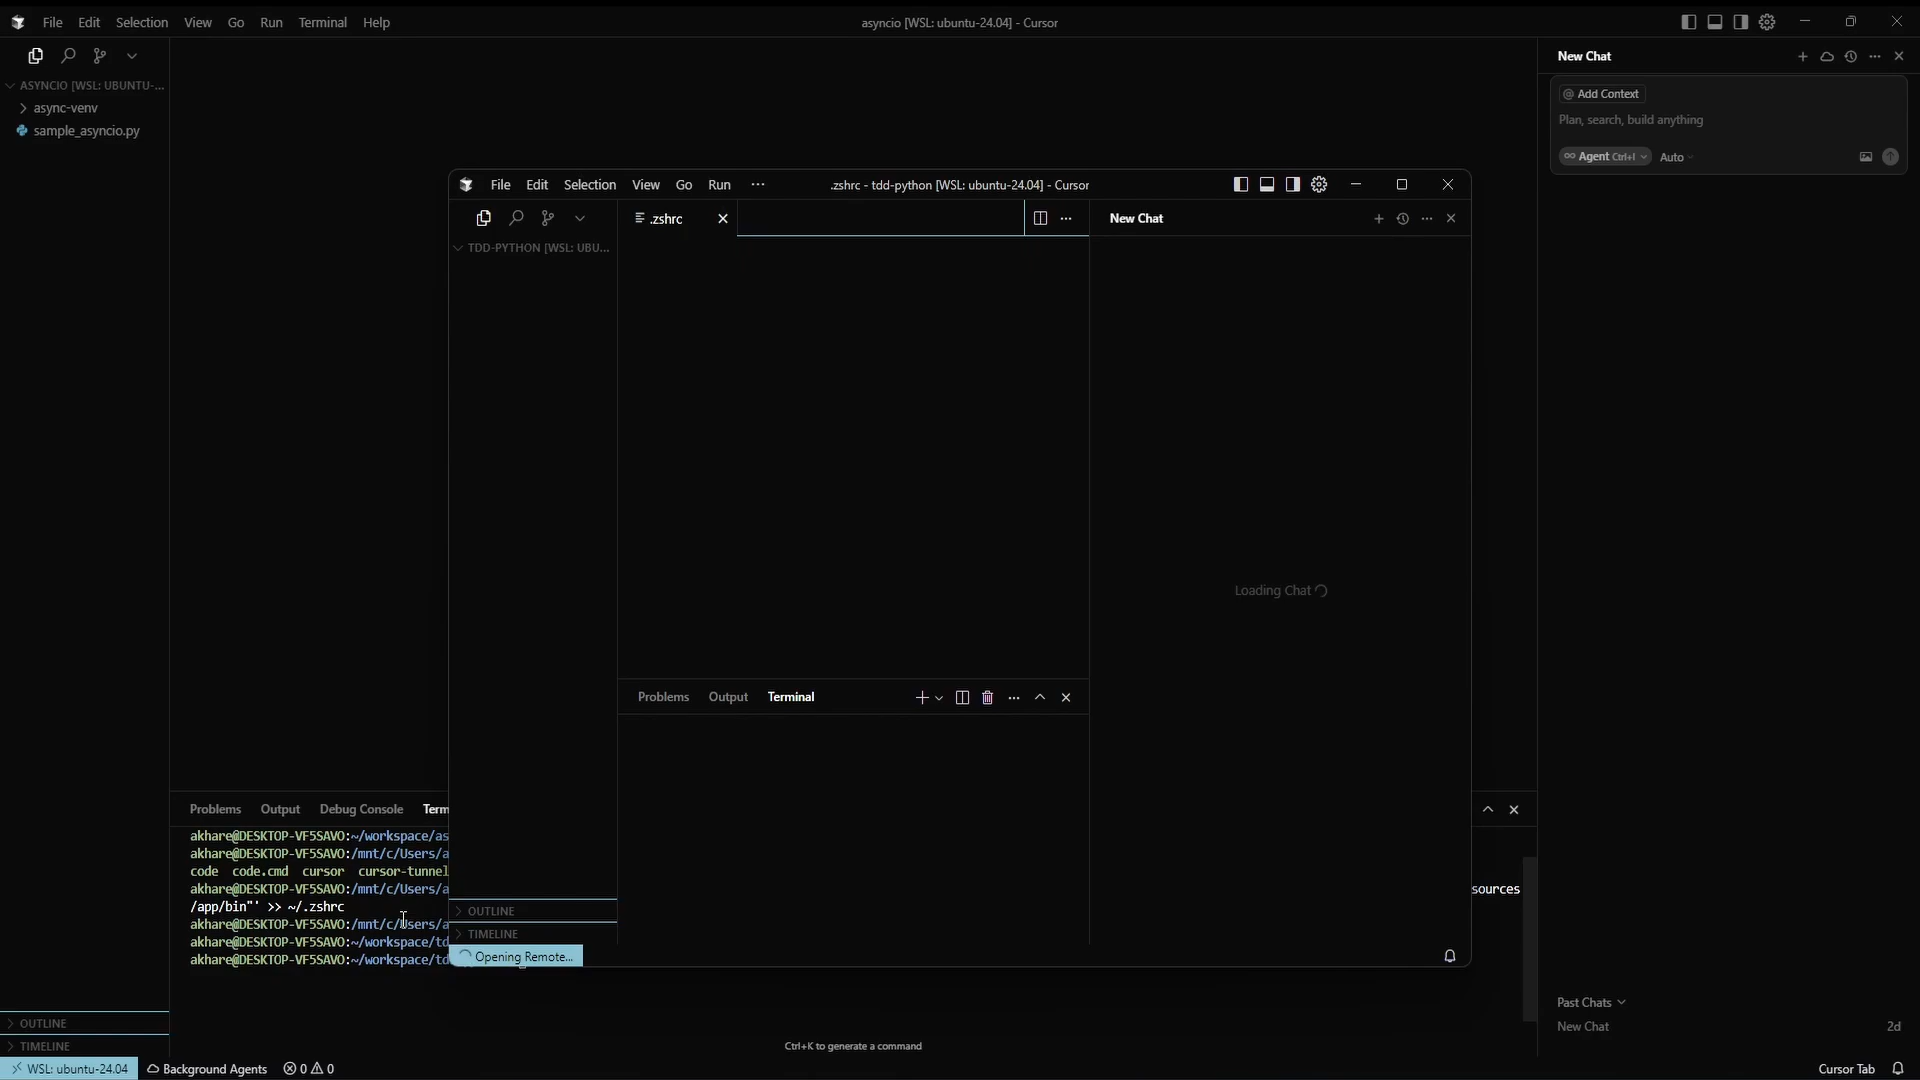 File Edit Selection View Go Run Terminal Help
asyncio [WSL: ubuntu-24.04] - Cursor
ASYNCIO [WSL: UBUNTU-...
async-venv
sample_asyncio.py
OUTLINE
TIMELINE
New Chat
@ Add Context
Plan, search, build anything
Agent Ctrl+I
Auto
Past Chats
New Chat
2d
File Edit Selection View Go Run ...
.zshrc - tdd-python [WSL: ubuntu-24.04] - Cursor
TDD-PYTHON [WSL: UBU...
.zshrc
New Chat
Loading Chat
Problems Output Terminal
OUTLINE
TIMELINE
Opening Remote...
Problems Output Debug Console Term
akhare@DESKTOP-VF5SAVO:~/workspace/as
akhare@DESKTOP-VF5SAVO:/mnt/c/Users/a
code code.cmd cursor cursor-tunnel
akhare@DESKTOP-VF5SAVO:/mnt/c/Users/a sources
/app/bin"' >> ~/.zshrc
akhare@DESKTOP-VF5SAVO:/mnt/c/Users/a
akhare@DESKTOP-VF5SAVO:~/workspace/td
akhare@DESKTOP-VF5SAVO:~/workspace/td
Ctrl+K to generate a command
WSL: ubuntu-24.04
Background Agents
0 0
Cursor Tab